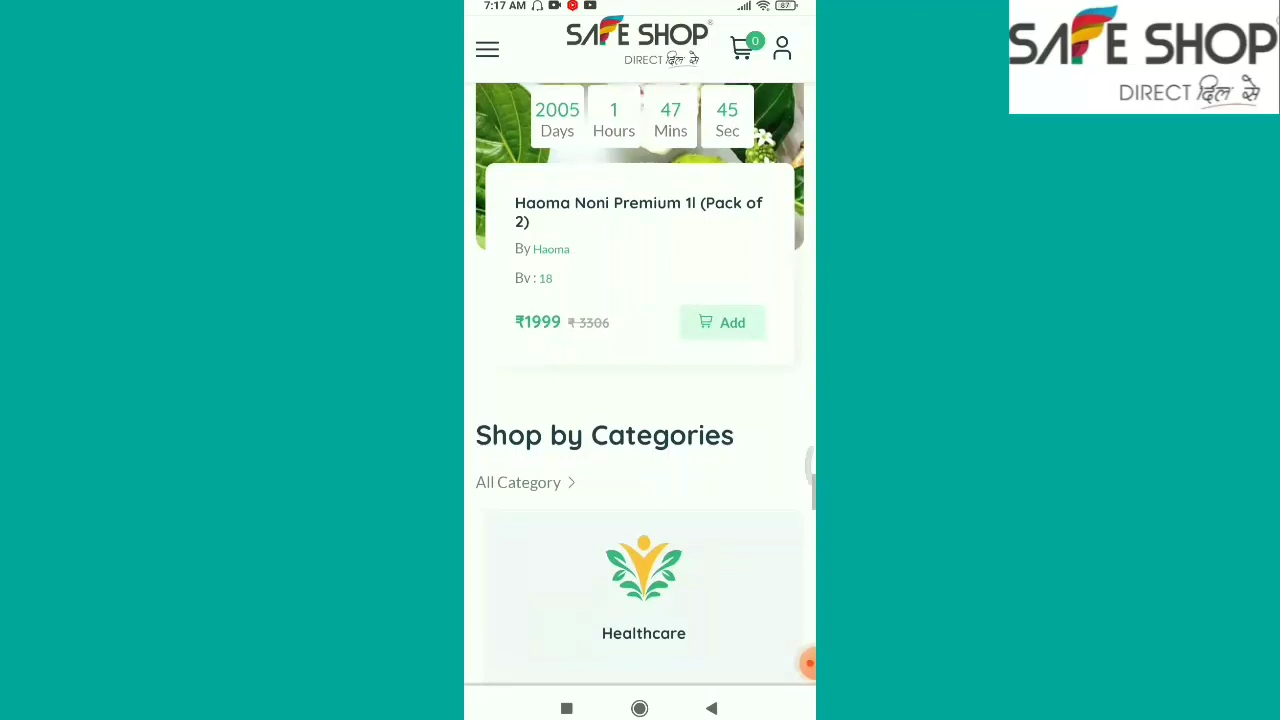 7:17 AM
87
SAFE SHOP
DIRECT दिल से
0
SAFE SHOP
DIRECT दिल से
2005 1 47 45
Days Hours Mins Sec
Haoma Noni Premium 1l (Pack of
2)
By Haoma
Bv : 18
₹1999 ₹ 3306
Add
Shop by Categories
All Category
Healthcare